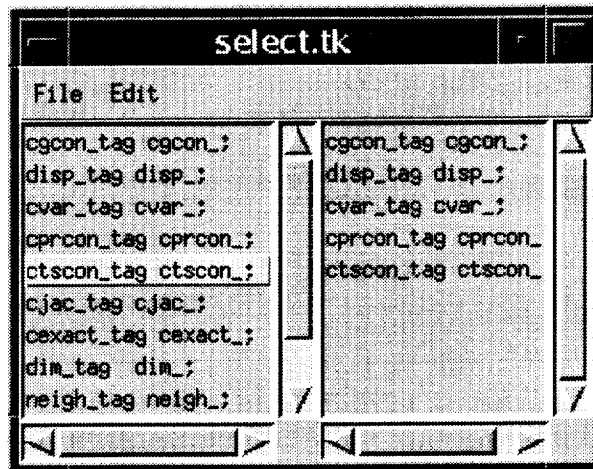 select.tk
File Edit
cgcon_tag cgcon_;
disp_tag disp_;
cvar_tag cvar_;
cprcon_tag cprcon_;
ctscon_tag ctscon_;
cjac_tag cjac_;
cexact_tag cexact_;
dim_tag dim_;
neigh_tag neigh_;
cgcon_tag cgcon_;
disp_tag disp_;
cvar_tag cvar_;
cprcon_tag cprcon_
ctscon_tag ctscon_